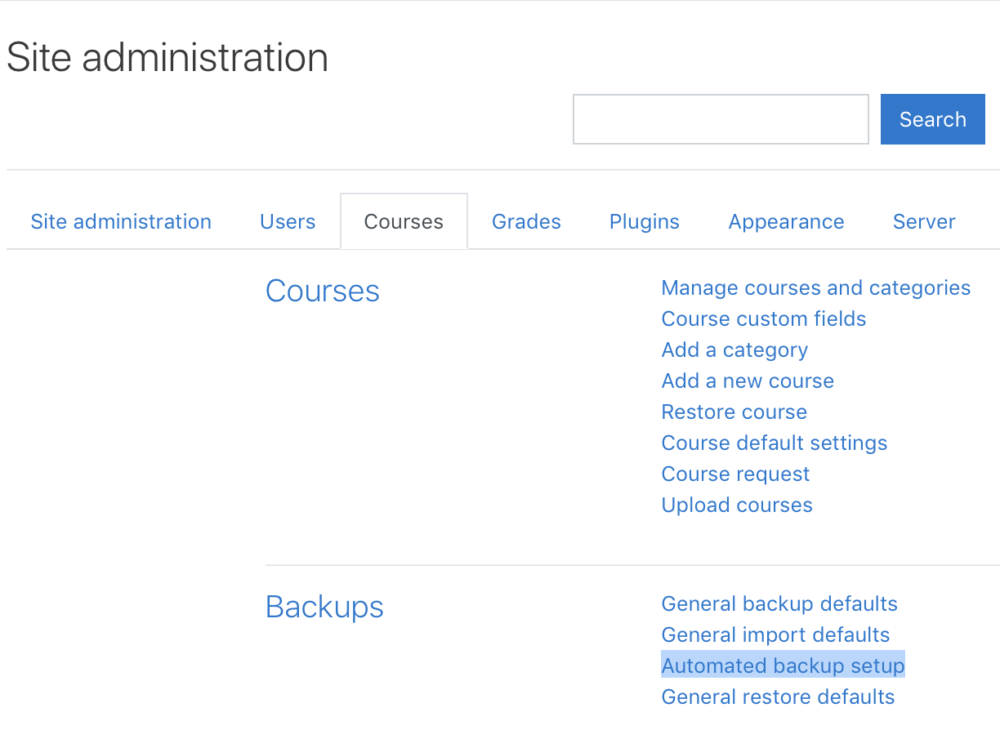 Site administration
Search
Site administration Users Courses Grades Plugins Appearance Server
Courses
Manage courses and categories
Course custom fields
Add a category
Add a new course
Restore course
Course default settings
Course request
Upload courses
Backups
General backup defaults
General import defaults
Automated backup setup
General restore defaults